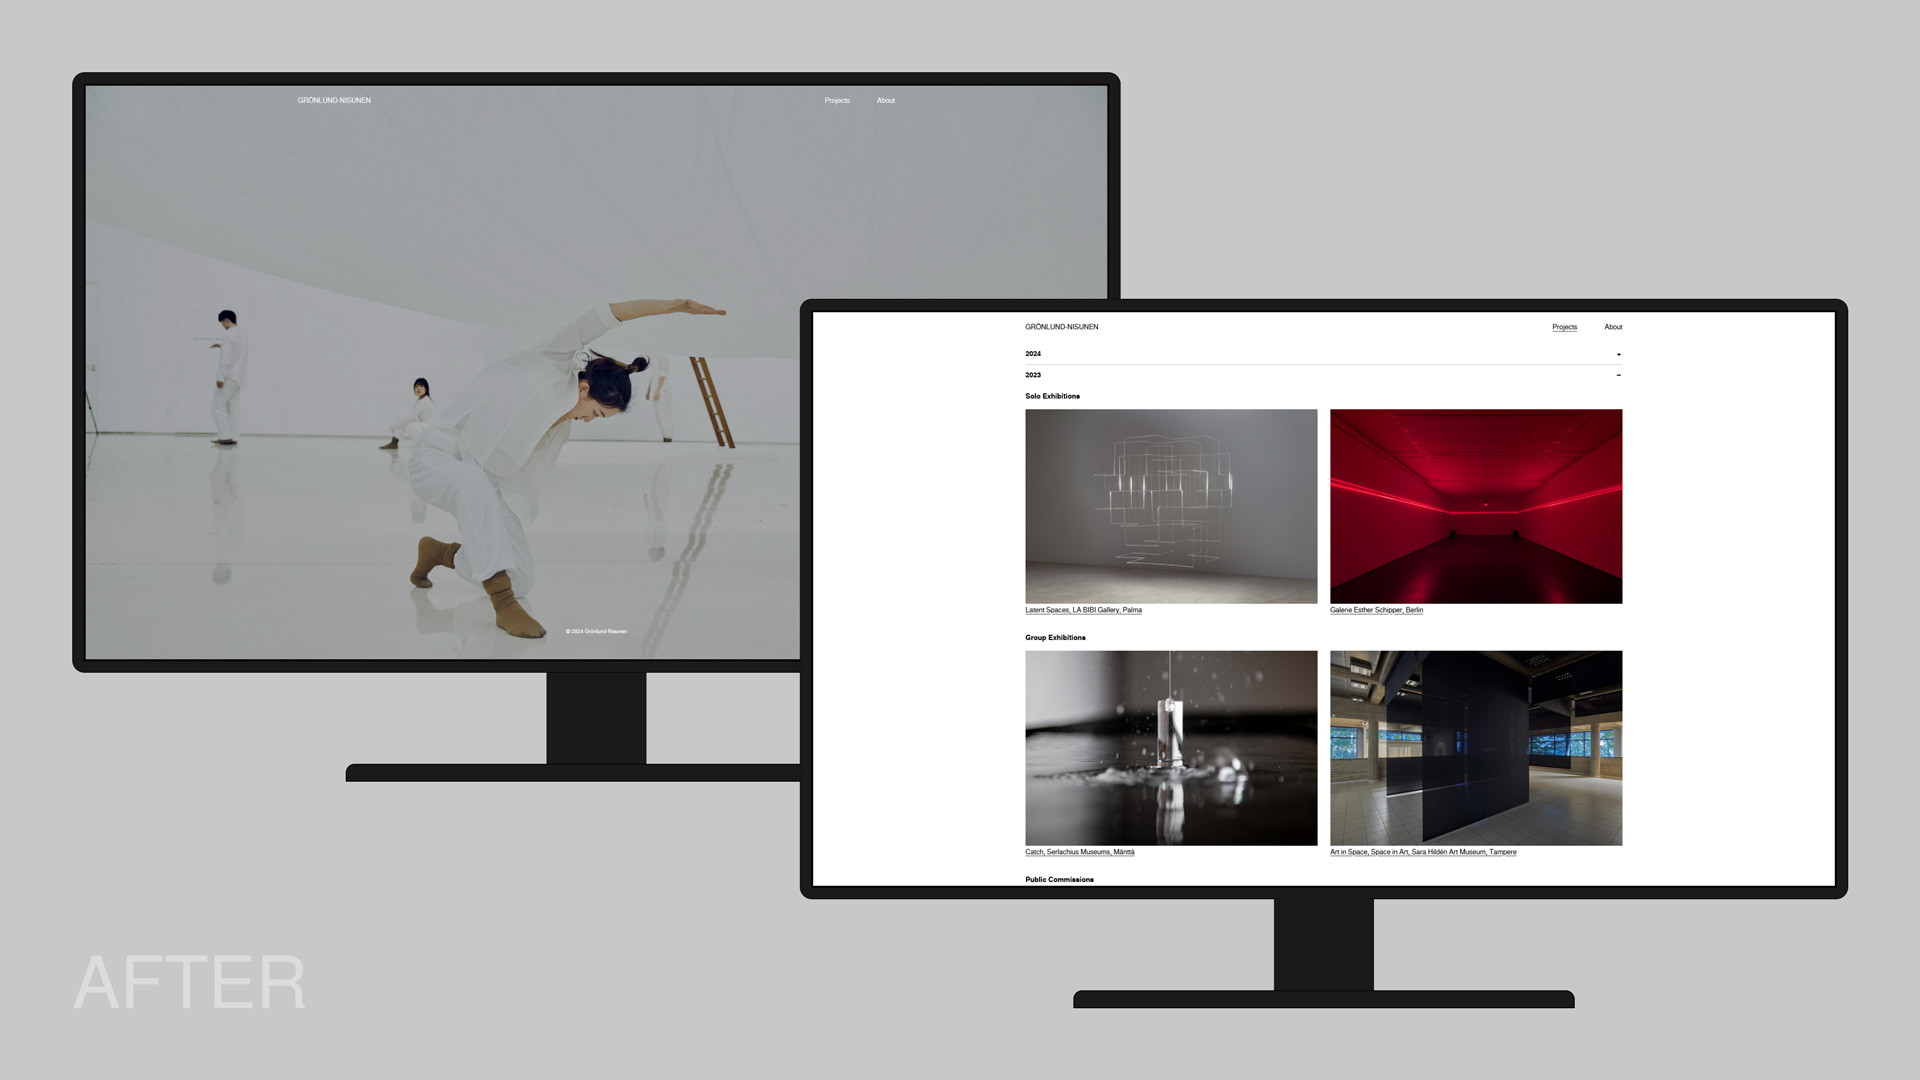 GRÖNLUND-NISUNEN
Projects
About
© 2024 Grönlund-Nisunen
GRÖNLUND-NISUNEN
Projects
About
2024 +
2023 –
Solo Exhibitions
Latent Spaces, LA BIBI Gallery, Palma
Galerie Esther Schipper, Berlin
Group Exhibitions
Catch, Serlachius Museums, Mänttä
Art in Space, Space in Art, Sara Hildén Art Museum, Tampere
Public Commissions
AFTER